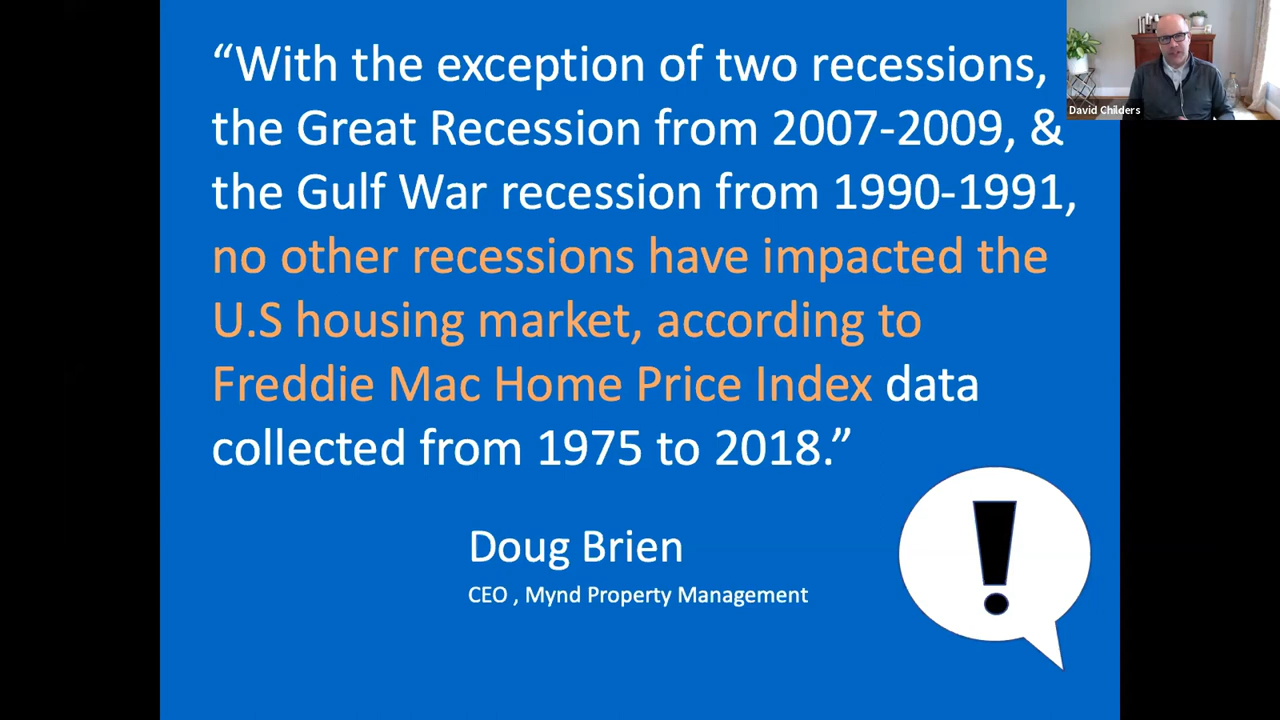 “With the exception of two recessions,
the Great Recession from 2007-2009, &
the Gulf War recession from 1990-1991,
no other recessions have impacted the
U.S housing market, according to
Freddie Mac Home Price Index data
collected from 1975 to 2018.”
Doug Brien
CEO , Mynd Property Management
!
David Childers